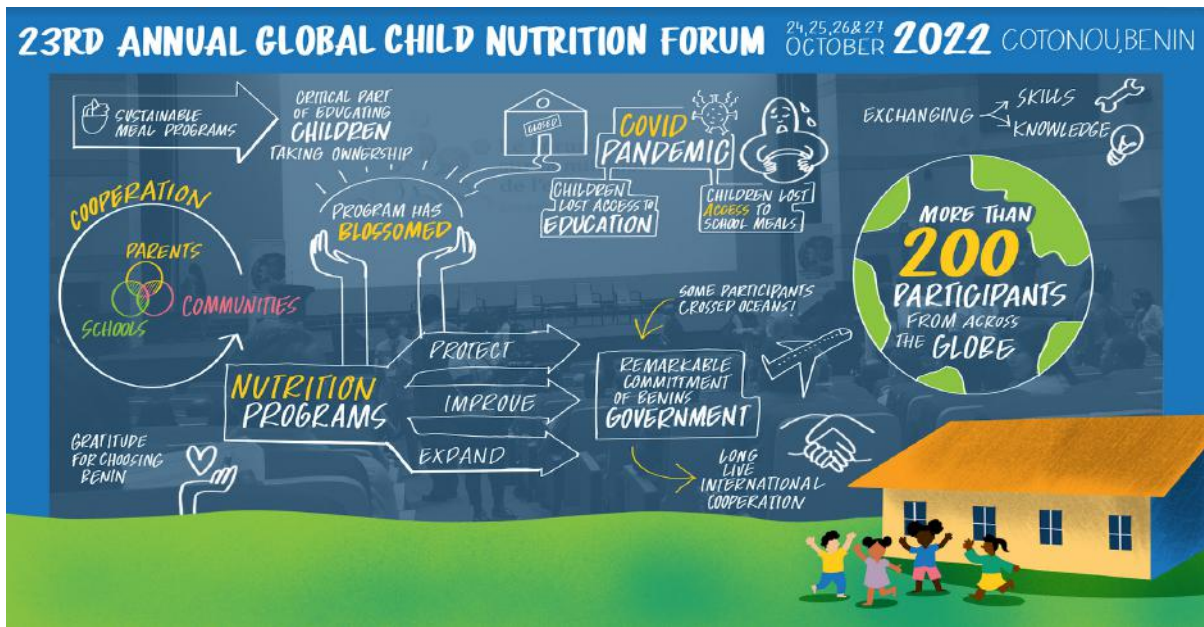 23RD ANNUAL GLOBAL CHILD NUTRITION FORUM
24,25,26&27
OCTOBER
2022
COTONOU, BENIN
SUSTAINABLE
MEAL PROGRAMS
CRITICAL PART
OF EDUCATING
CHILDREN
TAKING OWNERSHIP
CLOSED
COVID
PANDEMIC
CHILDREN
LOST ACCESS TO
EDUCATION
CHILDREN LOST
ACCESS TO
SCHOOL MEALS
EXCHANGING
SKILLS
KNOWLEDGE
COOPERATION
PARENTS
COMMUNITIES
SCHOOLS
PROGRAM HAS
BLOSSOMED
MORE THAN
200
PARTICIPANTS
FROM ACROSS
THE GLOBE
NUTRITION
PROGRAMS
PROTECT
IMPROVE
EXPAND
SOME PARTICIPANTS
CROSSED OCEANS!
REMARKABLE
COMMITTMENT
OF BENINS
GOVERNMENT
LONG
LIVE
INTERNATIONAL
COOPERATION
GRATITUDE
FOR CHOOSING
BENIN